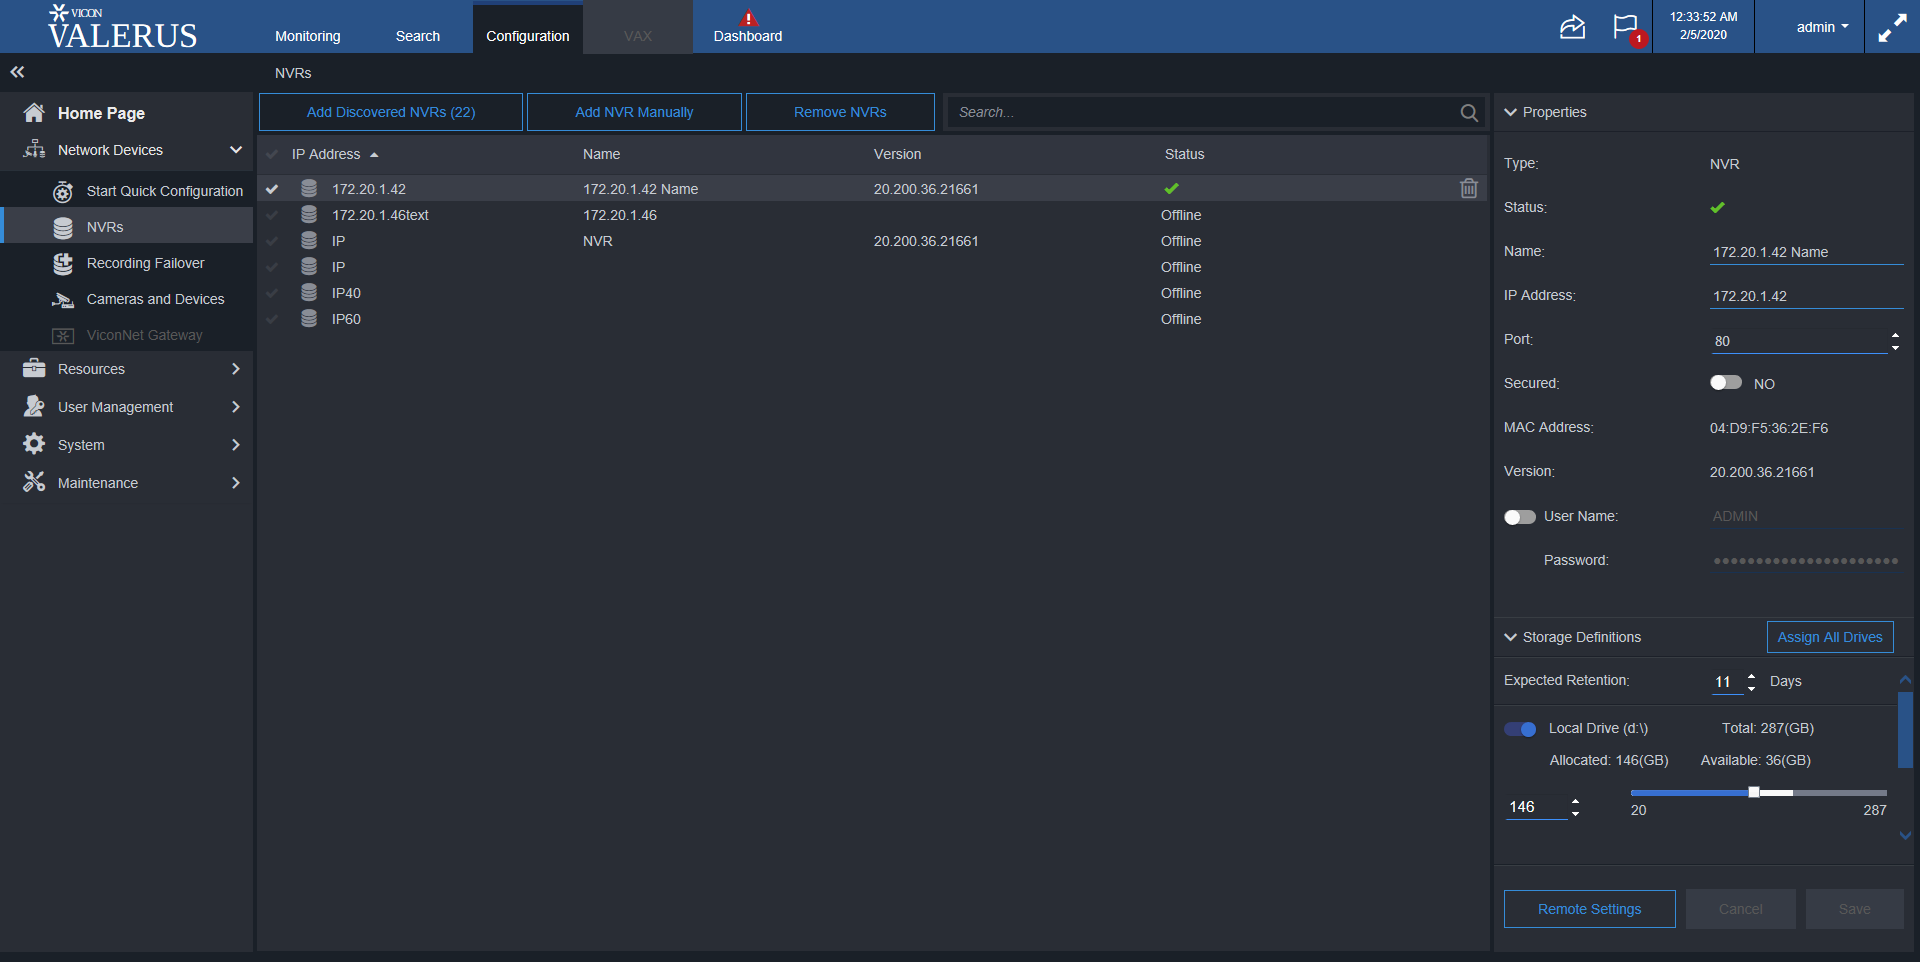 VICON
VALERUS
Monitoring
Search
Configuration
VAX
Dashboard
1
12:33:52 AM
2/5/2020
admin
NVRs
Home Page
Network Devices
Start Quick Configuration
NVRs
Recording Failover
Cameras and Devices
ViconNet Gateway
Resources
User Management
System
Maintenance
Add Discovered NVRs (22)
Add NVR Manually
Remove NVRs
Search...
IP Address Name Version Status
172.20.1.42 172.20.1.42 Name 20.200.36.21661
172.20.1.46text 172.20.1.46 Offline
IP NVR 20.200.36.21661 Offline
IP Offline
IP40 Offline
IP60 Offline
Properties
Type: NVR
Status:
Name: 172.20.1.42 Name
IP Address: 172.20.1.42
Port: 80
Secured: NO
MAC Address: 04:D9:F5:36:2E:F6
Version: 20.200.36.21661
User Name: ADMIN
Password: ••••••••••••••••••••••
Storage Definitions
Assign All Drives
Expected Retention: 11 Days
Local Drive (d:\) Total: 287(GB)
Allocated: 146(GB) Available: 36(GB)
146
20 287
Remote Settings
Cancel
Save